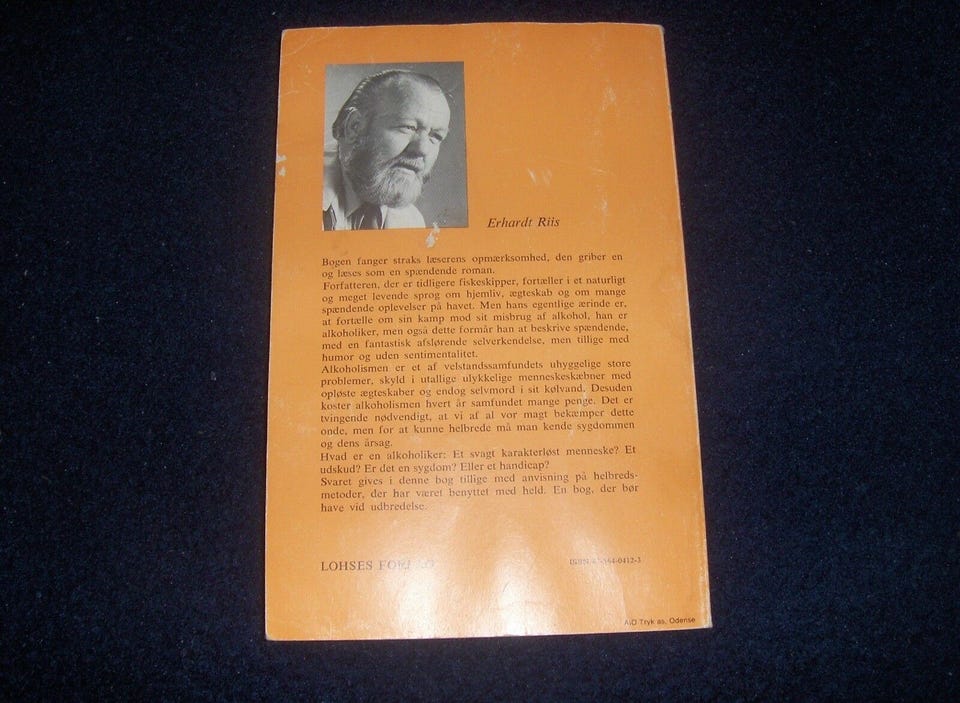 Erhardt Riis
Bogen fanger straks læserens opmærksomhed, den griber en
og læses som en spændende roman.
Forfatteren, der er tidligere fiskeskipper, fortæller i et naturligt
og meget levende sprog om hjemliv, ægteskab og om mange
spændende oplevelser på havet. Men hans egentlige ærinde er,
at fortælle om sin kamp mod sit misbrug af alkohol, han er
alkoholiker, men også dette formår han at beskrive spændende,
med en fantastisk afslørende selverkendelse, men tillige med
humor og uden sentimentalitet.
Alkoholismen er et af velstandssamfundets uhyggelige store
problemer, skyld i utallige ulykkelige menneskeskæbner med
opløste ægteskaber og endog selvmord i sit kølvand. Desuden
koster alkoholismen hvert år samfundet mange penge. Det er
tvingende nødvendigt, at vi af al vor magt bekæmper dette
onde, men for at kunne helbrede må man kende sygdommen
og dens årsag.
Hvad er en alkoholiker: Et svagt karakterløst menneske? Et
udskud? Er det en sygdom? Eller et handicap?
Svaret gives i denne bog tillige med anvisning på helbreds-
metoder, der har været benyttet med held. En bog, der bør
have vid udbredelse.
LOHSES
ISBN
AiO Tryk as, Odense